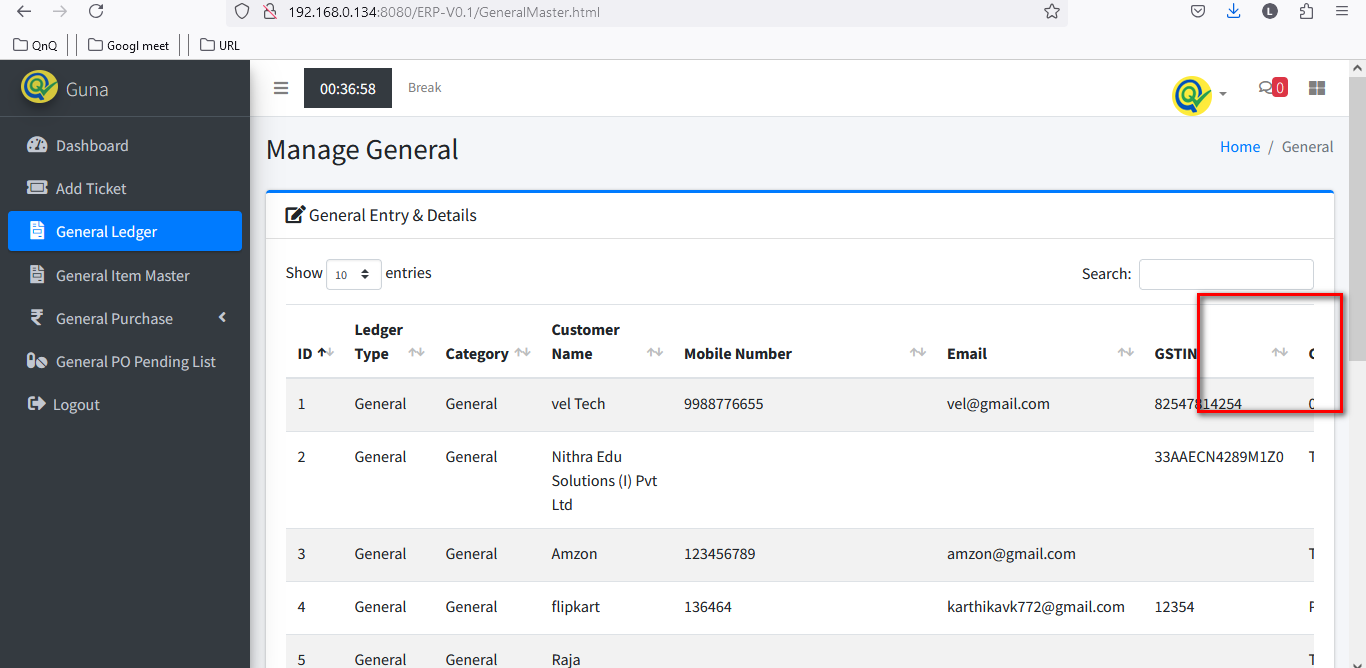 192.168.0.134:8080/ERP-V0.1/GeneralMaster.html
L
QnQ Googl meet URL
Guna 00:36:58 Break 0
Dashboard
Add Ticket
General Ledger
General Item Master
General Purchase
General PO Pending List
Logout
Manage General Home / General
General Entry & Details
Show 10 entries Search:
ID Ledger Type Category Customer Name Mobile Number Email GSTIN
1 General General vel Tech 9988776655 vel@gmail.com 82547814254
2 General General Nithra Edu 33AAECN4289M1Z0
Solutions (I) Pvt
Ltd
3 General General Amzon 123456789 amzon@gmail.com
4 General General flipkart 136464 karthikavk772@gmail.com 12354
5 General General Raja